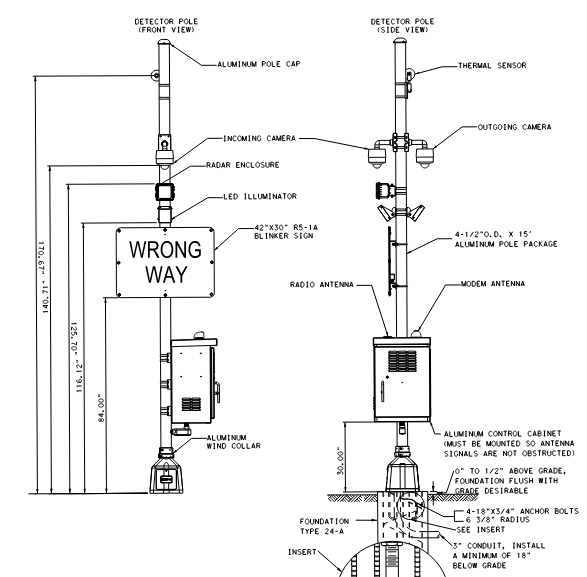 DETECTOR POLE
(FRONT VIEW)
DETECTOR POLE
(SIDE VIEW)
ALUMINUM POLE CAP
THERMAL SENSOR
INCOMING CAMERA
OUTGOING CAMERA
RADAR ENCLOSURE
LED ILLUMINATOR
42"X30" R5-1A
BLINKER SIGN
WRONG
WAY
4-1/2"O.D. X 15'
ALUMINUM POLE PACKAGE
RADIO ANTENNA
MODEM ANTENNA
170.67"
140.71"
125.70"
116.12"
84.00"
30.00"
ALUMINUM
WIND COLLAR
ALUMINUM CONTROL CABINET
(MUST BE MOUNTED SO ANTENNA
SIGNALS ARE NOT OBSTRUCTED)
0" TO 1/2" ABOVE GRADE,
FOUNDATION FLUSH WITH
GRADE DESIRABLE
4-18"X3/4" ANCHOR BOLTS
6 3/8" RADIUS
SEE INSERT
FOUNDATION
TYPE 24-A
3" CONDUIT, INSTALL
A MINIMUM OF 18"
BELOW GRADE
INSERT